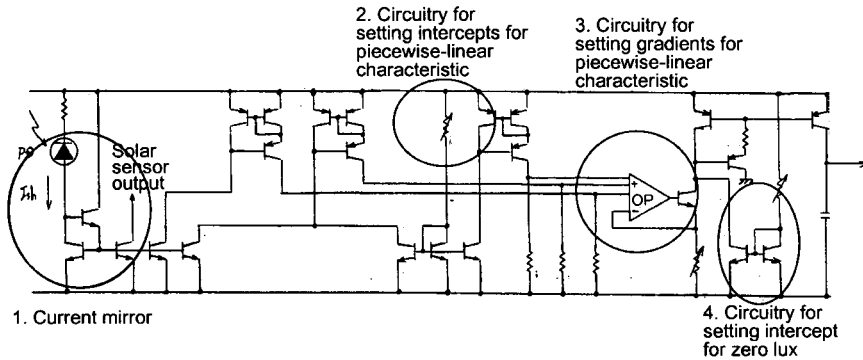 2. Circuitry for
setting intercepts for
piecewise-linear
characteristic
3. Circuitry for
setting gradients for
piecewise-linear
characteristic
PD
Solar
sensor
output
Ish
+
+
-
OP
1. Current mirror
4. Circuitry for
setting intercept
for zero lux